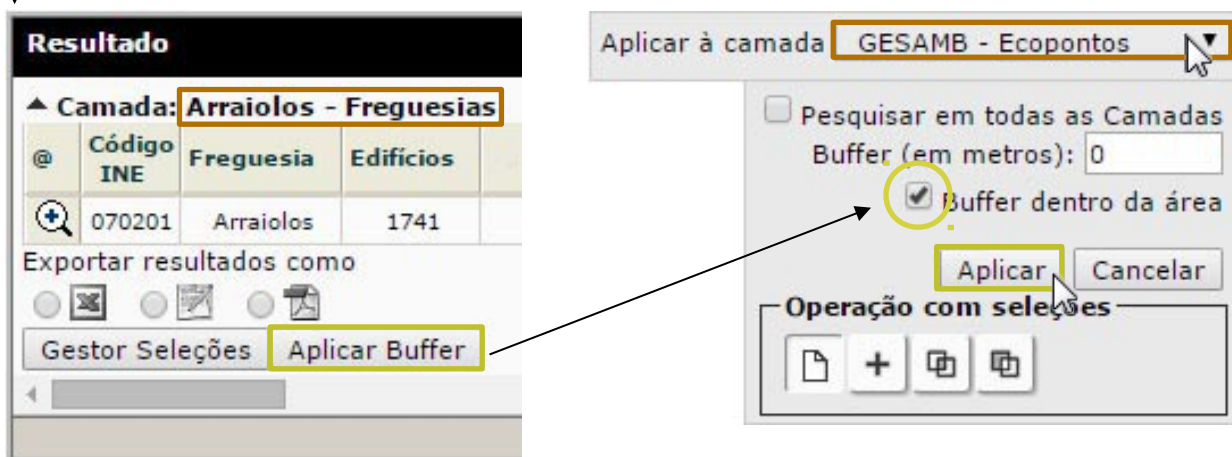 Resultado
▲ Camada: Arraiolos - Freguesias
@ Código INE Freguesia Edifícios
070201 Arraiolos 1741
Exportar resultados como
Gestor Seleções Aplicar Buffer
Aplicar à camada GESAMB - Ecopontos ▼
Pesquisar em todas as Camadas
Buffer (em metros): 0
Buffer dentro da área
Aplicar Cancelar
Operação com seleções